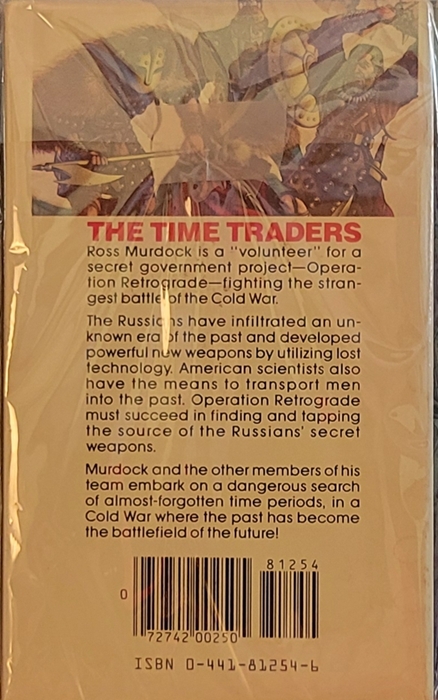 THE TIME TRADERS
Ross Murdock is a "volunteer" for a
secret government project—Opera-
tion Retrograde—fighting the stran-
gest battle of the Cold War.
The Russians have infiltrated an un-
known era of the past and developed
powerful new weapons by utilizing lost
technology. American scientists also
have the means to transport men
into the past. Operation Retrograde
must succeed in finding and tapping
the source of the Russians' secret
weapons.
Murdock and the other members of his
team embark on a dangerous search
of almost-forgotten time periods, in a
Cold War where the past has become
the battlefield of the future!
81254
0
72742 00250
ISBN 0-441-81254-6